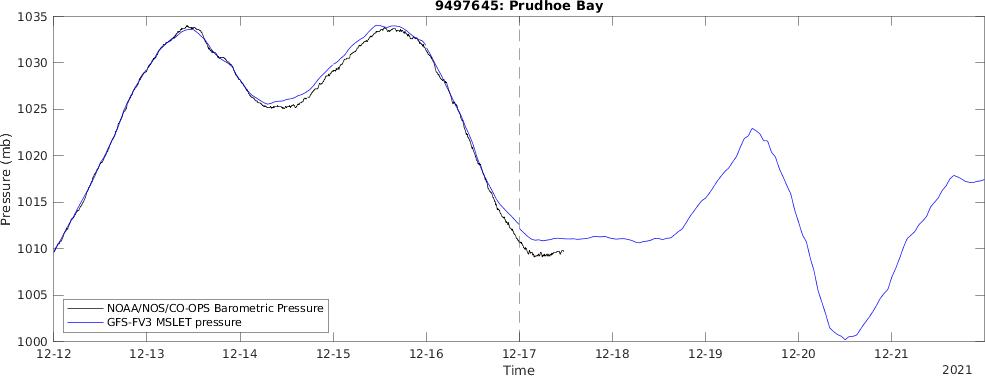 9497645: Prudhoe Bay
1035
1030
1025
1020
1015
1010
1005
1000
Pressure (mb)
NOAA/NOS/CO-OPS Barometric Pressure
GFS-FV3 MSLET pressure
12-12 12-13 12-14 12-15 12-16 12-17 12-18 12-19 12-20 12-21
Time
2021